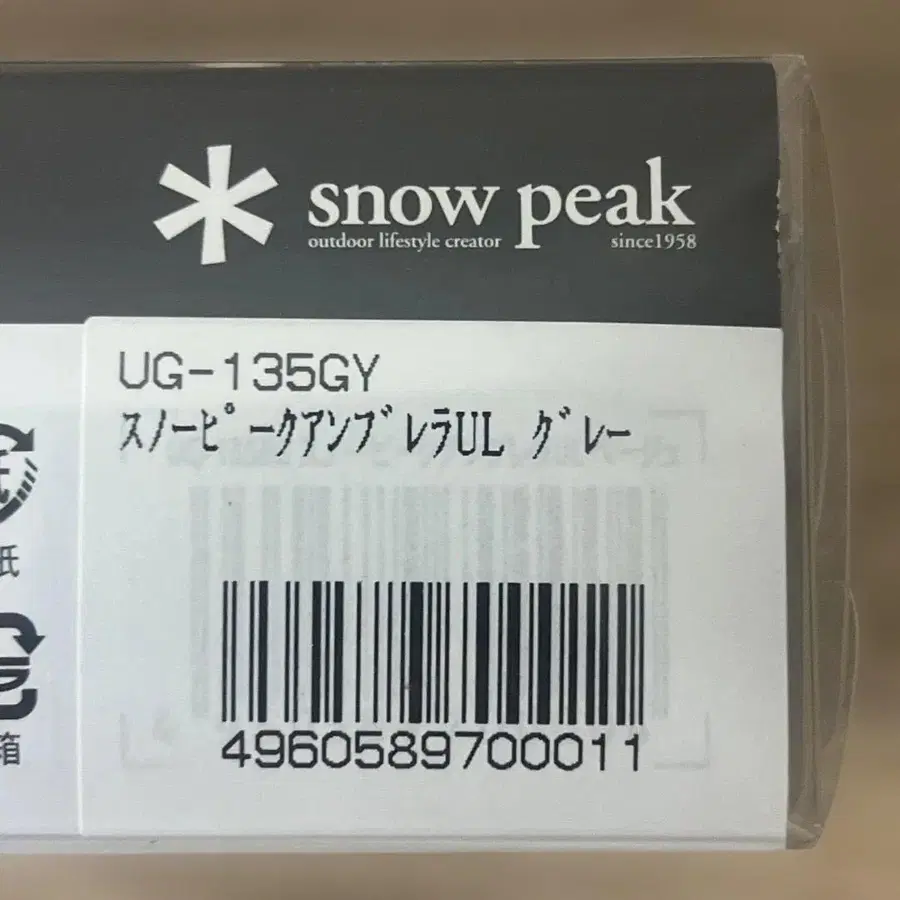 snow peak
outdoor lifestyle creator since1958
UG-135GY
スノーピークアンブレラUL グレー
紙
箱
4960589700011